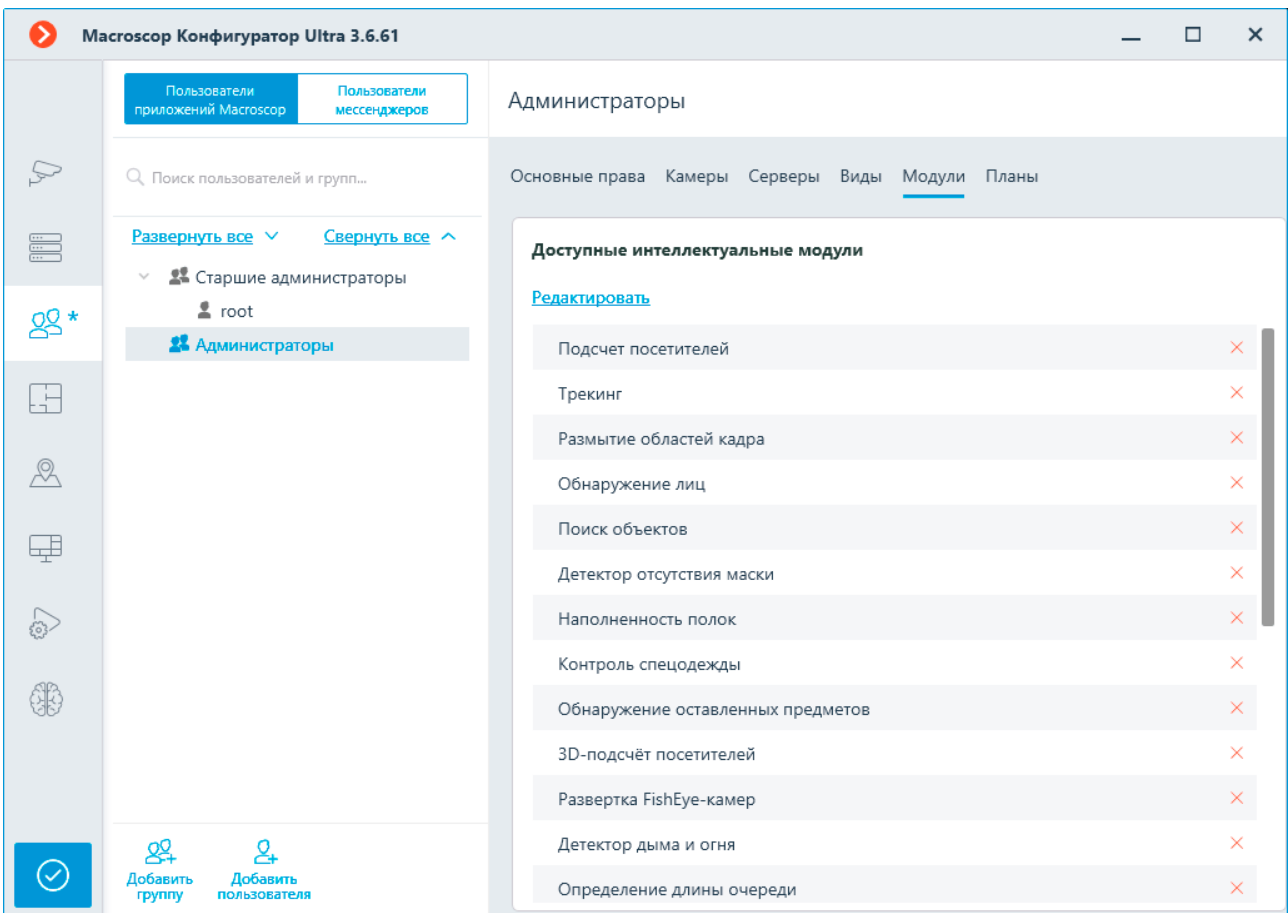 Macroscop Конфигуратор Ultra 3.6.61
Пользователи
приложений Macroscop
Пользователи
мессенджеров
Поиск пользователей и групп...
Развернуть все
Свернуть все
Старшие администраторы
root
Администраторы
Добавить
группу
Добавить
пользователя
Администраторы
Основные права Камеры Серверы Виды Модули Планы
Доступные интеллектуальные модули
Редактировать
Подсчет посетителей
Трекинг
Размытие областей кадра
Обнаружение лиц
Поиск объектов
Детектор отсутствия маски
Наполненность полок
Контроль спецодежды
Обнаружение оставленных предметов
3D-подсчёт посетителей
Развертка FishEye-камер
Детектор дыма и огня
Определение длины очереди